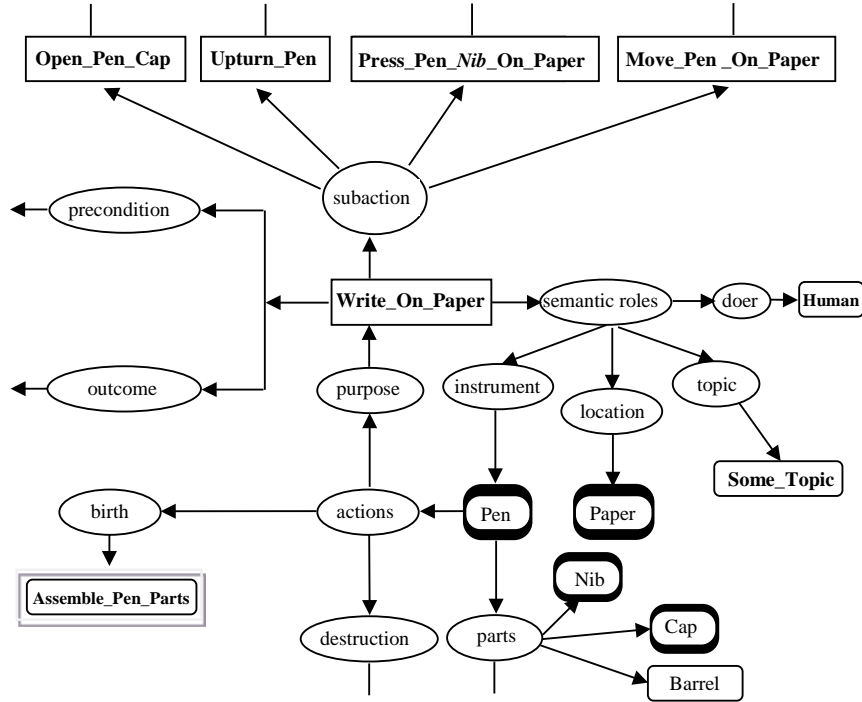 Open_Pen_Cap
Upturn_Pen
Press_Pen_Nib_On_Paper
Move_Pen _On_Paper
subaction
precondition
Write_On_Paper
semantic roles
doer
Human
outcome
purpose
instrument
location
topic
Some_Topic
birth
actions
Pen
Paper
Assemble_Pen_Parts
Nib
destruction
parts
Cap
Barrel